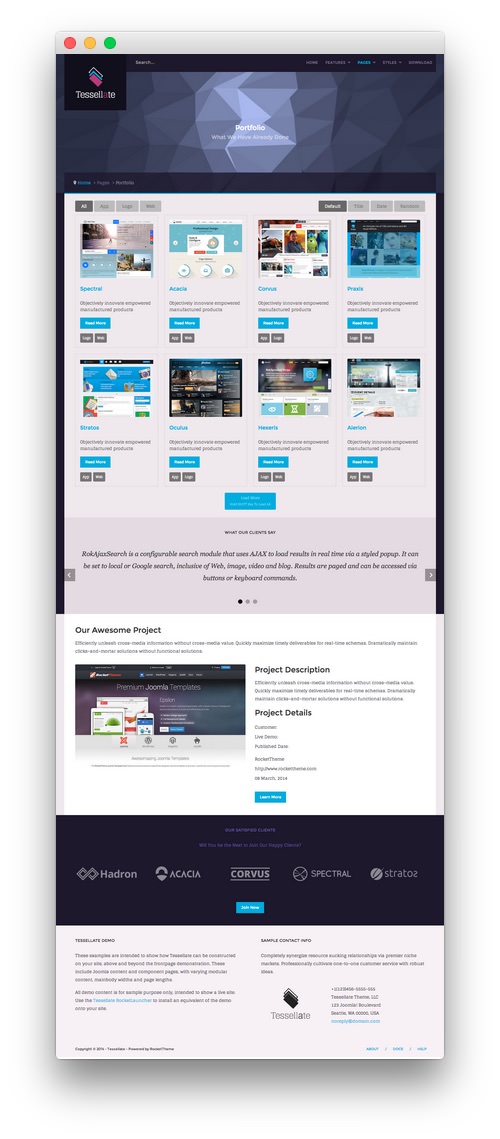 Tessellate
Search...
HOME FEATURES PAGES STYLES DOWNLOAD
Portfolio
What We Have Already Done
Home > Pages > Portfolio
All App Logo Web
Default Title Date Random
Spectral
Objectively innovate empowered
manufactured products
Read More
Logo Web
Acacia
Objectively innovate empowered
manufactured products
Read More
App Web
Corvus
Objectively innovate empowered
manufactured products
Read More
App Logo
Praxis
Objectively innovate empowered
manufactured products
Read More
Logo Web
Stratos
Objectively innovate empowered
manufactured products
Read More
App Web
Oculus
Objectively innovate empowered
manufactured products
Read More
App Logo
Hexeris
Objectively innovate empowered
manufactured products
Read More
Logo Web
Alerion
Objectively innovate empowered
manufactured products
Read More
App Web
Load More
WHAT OUR CLIENTS SAY
RokAjaxSearch is a configurable search module that uses AJAX to load results in real time via a styled popup. It can
be set to local or Google search, inclusive of Web, image, video and blog. Results are paged and can be accessed via
buttons or keyboard commands.
Our Awesome Project
Efficiently unleash cross-media information without cross-media value. Quickly maximize timely deliverables for real-time schemas. Dramatically maintain
clicks-and-mortar solutions without functional solutions.
RocketTheme
Premium Joomla Templates
Epsilon
Awesomazing Joomla Templates
Project Description
Efficiently unleash cross-media information without cross-media value.
Quickly maximize timely deliverables for real-time schemas. Dramatically
maintain clicks-and-mortar solutions without functional solutions.
Project Details
Customer:
Live Demo:
Published Date:
RocketTheme
http://www.rockettheme.com
08 March, 2014
Learn More
OUR SATISFIED CLIENTS
Will You be the Next to Join Our Happy Clients?
Hadron ACACIA CORVUS SPECTRAL stratos
Join Now
TESSELLATE DEMO
These examples are intended to show how Tessellate can be constructed
on your site, above and beyond the frontpage demonstration. These
include Joomla content and component pages, with varying modular
content, mainbody widths and page lengths.
All demo content is for sample purpose only, intended to show a live site.
Use the Tessellate RocketLauncher to install an equivalent of the demo
onto your site.
SAMPLE CONTACT INFO
Completely synergize resource sucking relationships via premier niche
markets. Professionally cultivate one-to-one customer service with robust
ideas.
Tessellate
+1(123)456-5555-555
Tessellate Theme, LLC
123 Joomla! Boulevard
Seattle, WA 00000, USA
noreply@domain.com
Copyright © 2014 - Tessellate - Powered by RocketTheme
ABOUT / DOCS / HELP